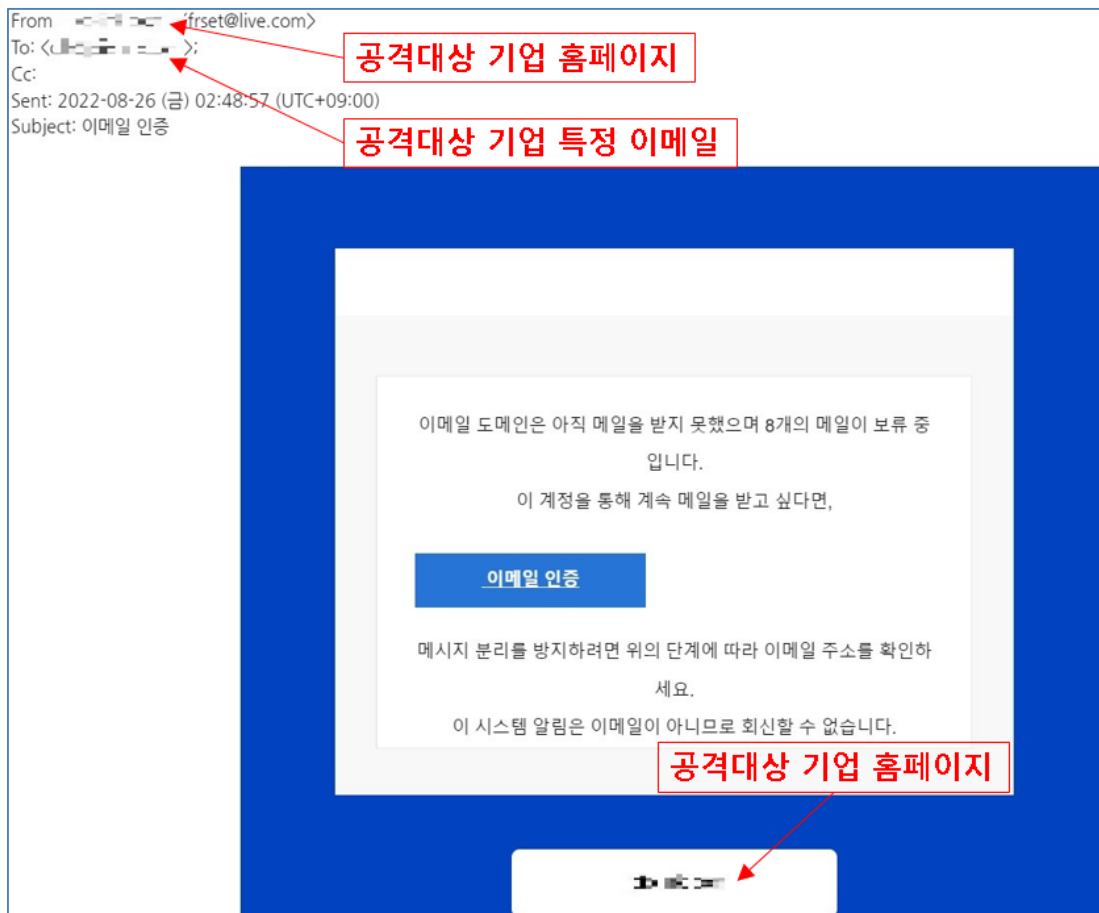 From frset@live.com>
공격대상 기업 홈페이지
To: < >;
Cc:
Sent: 2022-08-26 (금) 02:48:57 (UTC+09:00)
Subject: 이메일 인증
공격대상 기업 특정 이메일
이메일 도메인은 아직 메일을 받지 못했으며 8개의 메일이 보류 중
입니다.
이 계정을 통해 계속 메일을 받고 싶다면,
이메일 인증
메시지 분리를 방지하려면 위의 단계에 따라 이메일 주소를 확인하
세요.
이 시스템 알림은 이메일이 아니므로 회신할 수 없습니다.
공격대상 기업 홈페이지